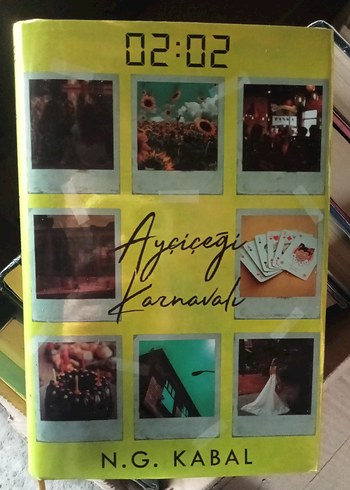 02:02
Ayçiçeği
Karnavalı
N.G. KABAL